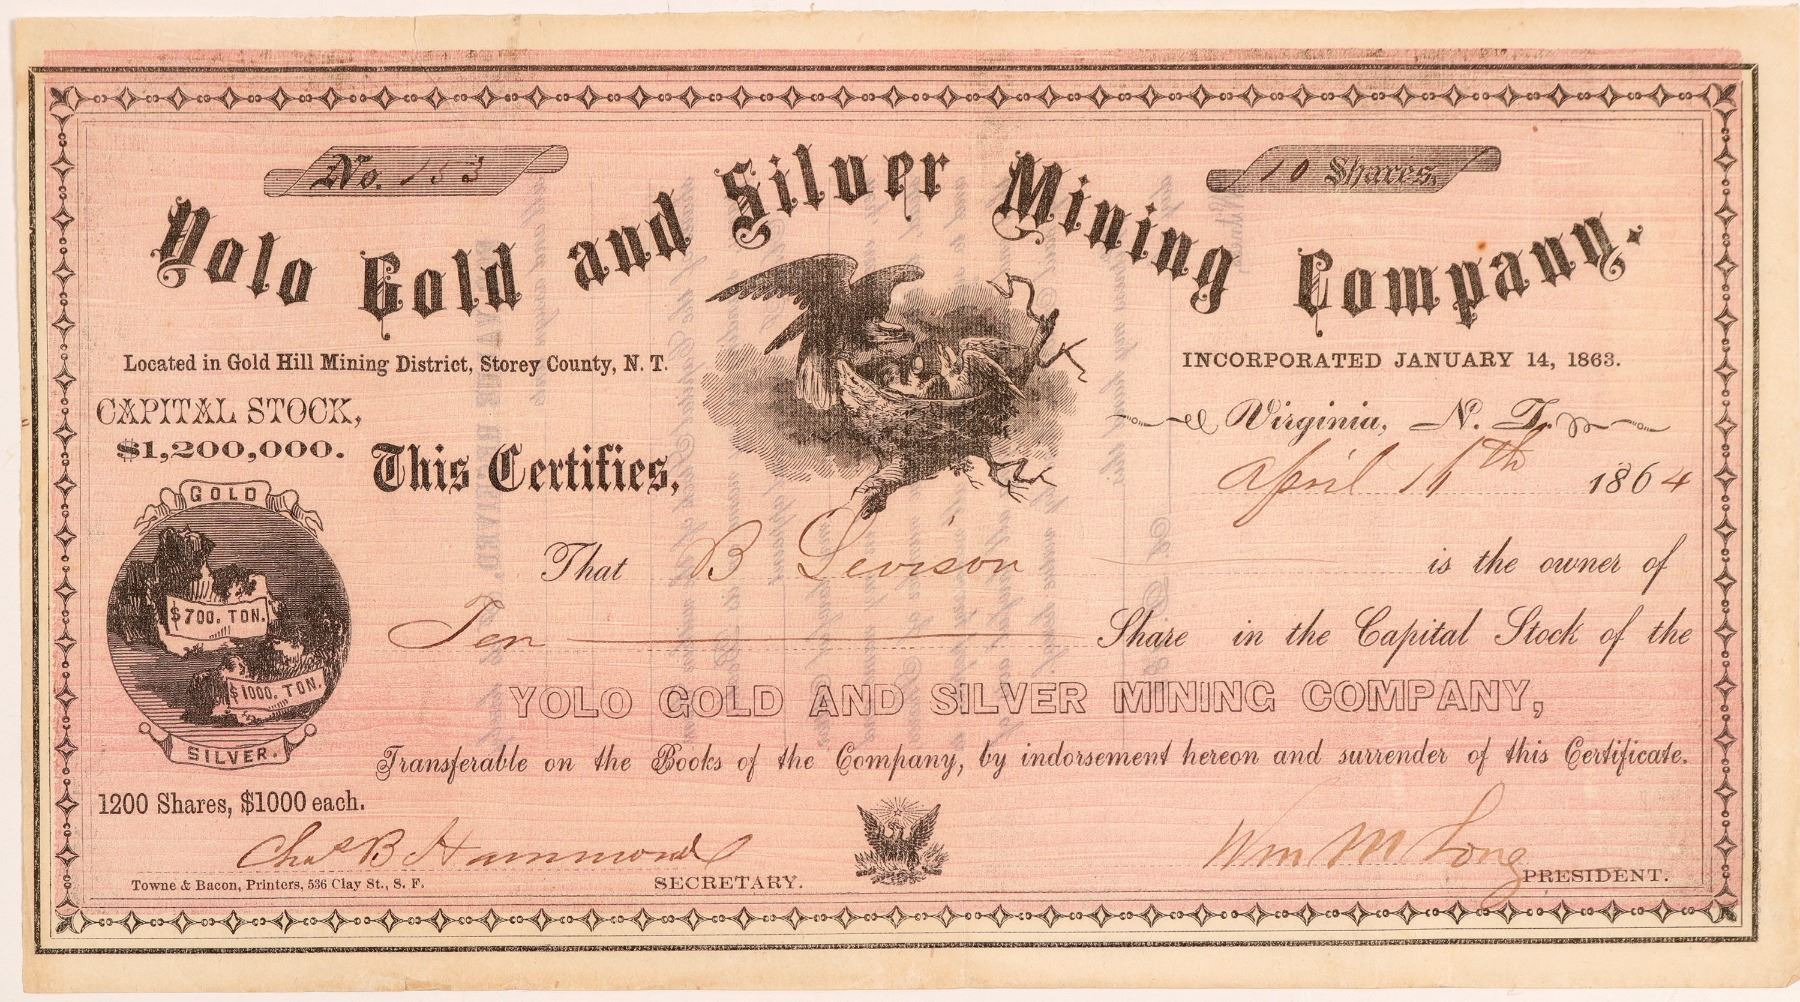 No. 153
10 Shares.
Yolo Gold and Silver Mining Company.
Located in Gold Hill Mining District, Storey County, N. T.
INCORPORATED JANUARY 14, 1863.
CAPITAL STOCK,
$1,200,000.
Virginia, N. T.
April 16th 1864
This Certifies,
GOLD
$700. TON.
$1000. TON.
SILVER.
That B Levison is the owner of
Ten Share in the Capital Stock of the
YOLO GOLD AND SILVER MINING COMPANY,
Transferable on the Books of the Company, by indorsement hereon and surrender of this Certificate.
1200 Shares, $1000 each.
Chas B Hammond
Wm M Long
Towne & Bacon, Printers, 536 Clay St., S. F.
SECRETARY.
PRESIDENT.